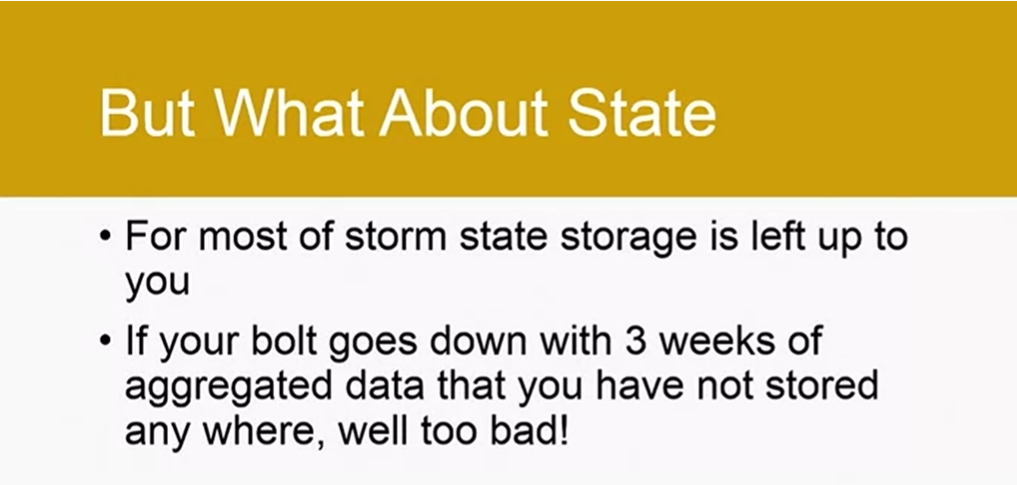 But What About State
• For most of storm state storage is left up to
you
• If your bolt goes down with 3 weeks of
aggregated data that you have not stored
any where, well too bad!